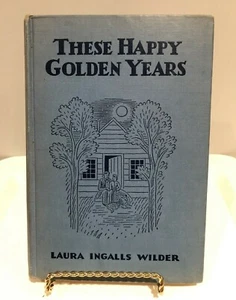 THESE HAPPY
GOLDEN YEARS
LAURA INGALLS WILDER